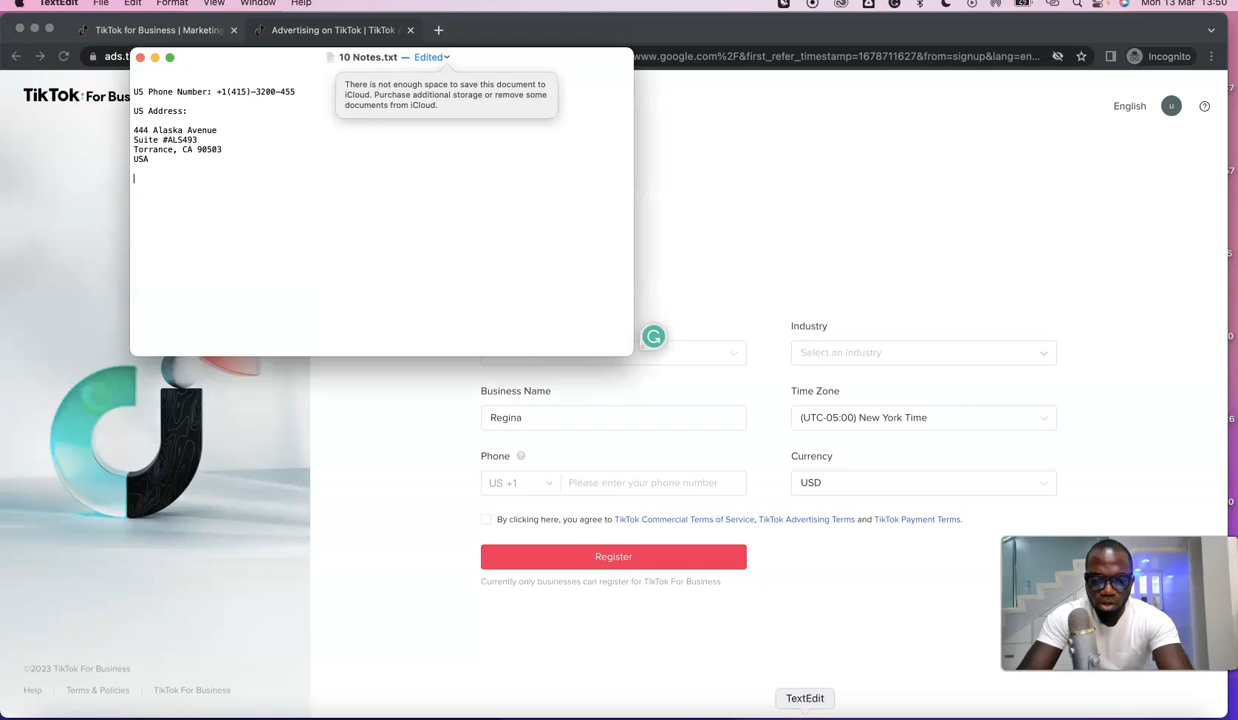 TextEdit File Edit Format View Window Help
Mon 13 Mar 13:50
TikTok for Business | Marketing
Advertising on TikTok | TikTok
ads.t
www.google.com%2F&first_refer_timestamp=1678711627&from=signup&lang=en...
Incognito
10 Notes.txt — Edited
There is not enough space to save this document to
iCloud. Purchase additional storage or remove some
documents from iCloud.
US Phone Number: +1(415)-3200-455
US Address:
444 Alaska Avenue
Suite #ALS493
Torrance, CA 90503
USA
TikTok: For Bus
English
u
Industry
Select an industry
Business Name
Time Zone
Regina
(UTC-05:00) New York Time
Phone
Currency
US +1
Please enter your phone number
USD
By clicking here, you agree to TikTok Commercial Terms of Service, TikTok Advertising Terms and TikTok Payment Terms.
Register
Currently only businesses can register for TikTok For Business
©2023 TikTok For Business
Help
Terms & Policies
TikTok For Business
TextEdit